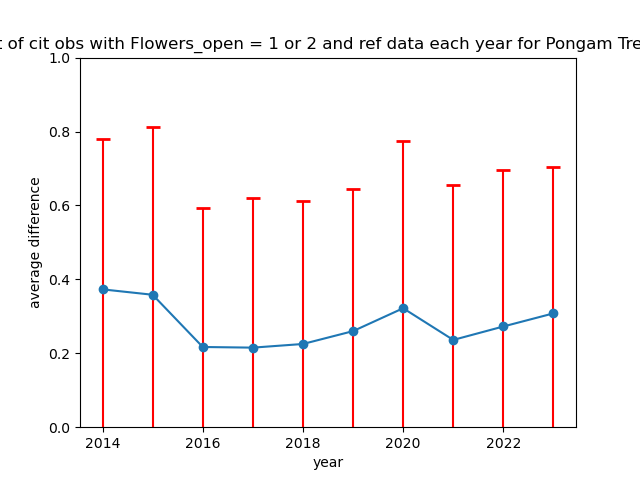 of cit obs with Flowers_open = 1 or 2 and ref data each year for Pongam
1.0
0.8
0.6
0.4
0.2
0.0
average difference
2014 2016 2018 2020 2022
year